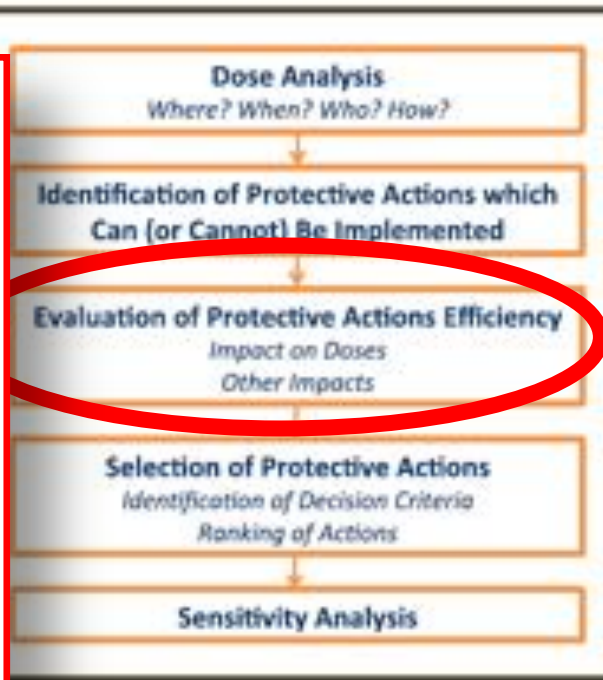 Dose Analysis
Where? When? Who? How?
Identification of Protective Actions which
Can (or Cannot) Be Implemented
Evaluation of Protective Actions Efficiency
Impact on Doses
Other Impacts
Selection of Protective Actions
Identification of Decision Criteria
Ranking of Actions
Sensitivity Analysis